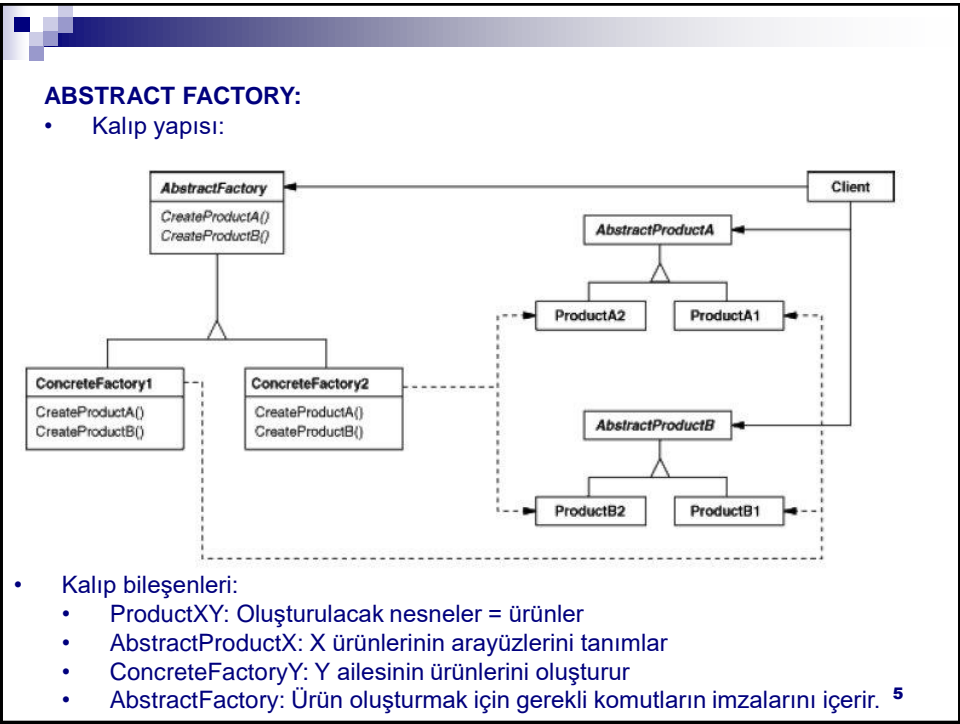 ABSTRACT FACTORY:
• Kalıp yapısı:
AbstractFactory
CreateProductA()
CreateProductB()
Client
AbstractProductA
ProductA2
ProductA1
ConcreteFactory1
CreateProductA()
CreateProductB()
ConcreteFactory2
CreateProductA()
CreateProductB()
AbstractProductB
ProductB2
ProductB1
• Kalıp bileşenleri:
• ProductXY: Oluşturulacak nesneler = ürünler
• AbstractProductX: X ürünlerinin arayüzlerini tanımlar
• ConcreteFactoryY: Y ailesinin ürünlerini oluşturur
• AbstractFactory: Ürün oluşturmak için gerekli komutların imzalarını içerir.
5